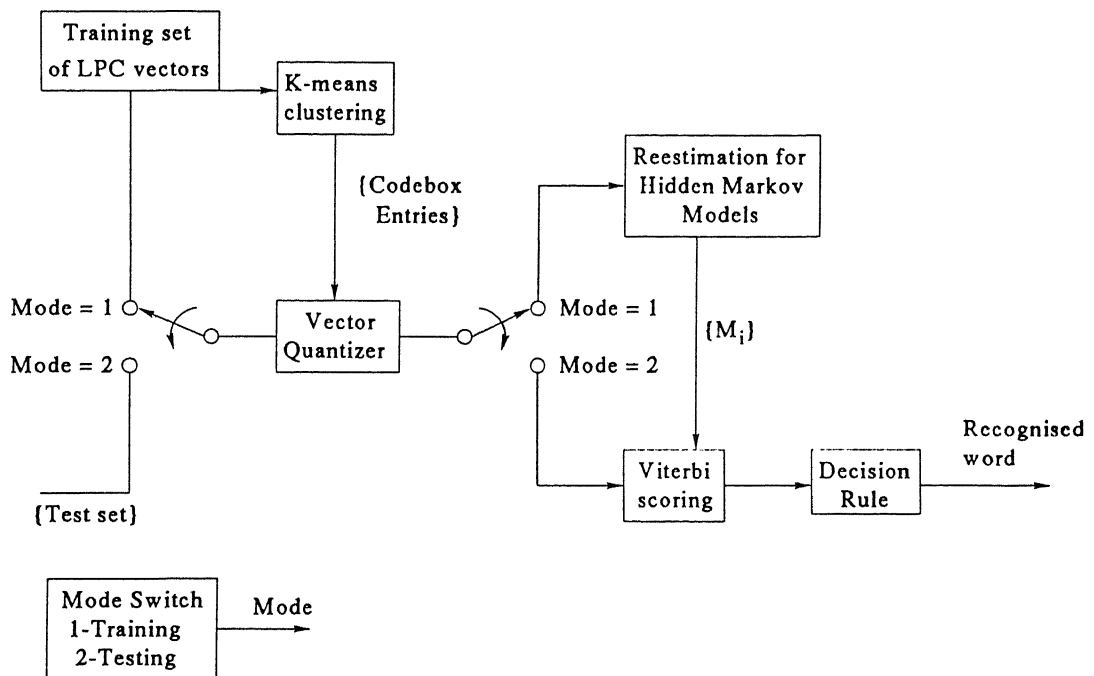 Training set
of LPC vectors
K-means
clustering
{Codebox
Entries}
Reestimation for
Hidden Markov
Models
Mode = 1
Vector
Quantizer
Mode = 1
{Mi}
Mode = 2
Mode = 2
{Test set}
Viterbi
scoring
Decision
Rule
Recognised
word
Mode Switch
1-Training
2-Testing
Mode